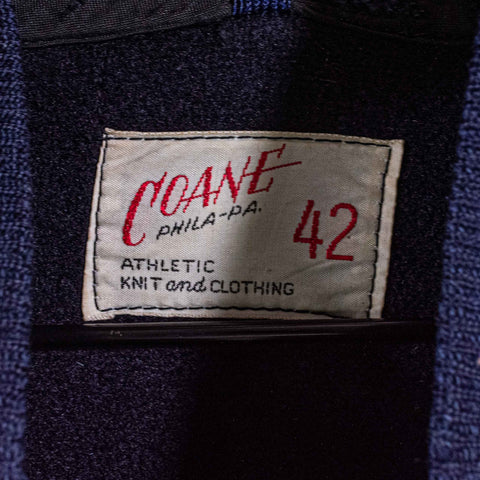 COANE
PHILA-PA.
42
ATHLETIC
KNIT and CLOTHING